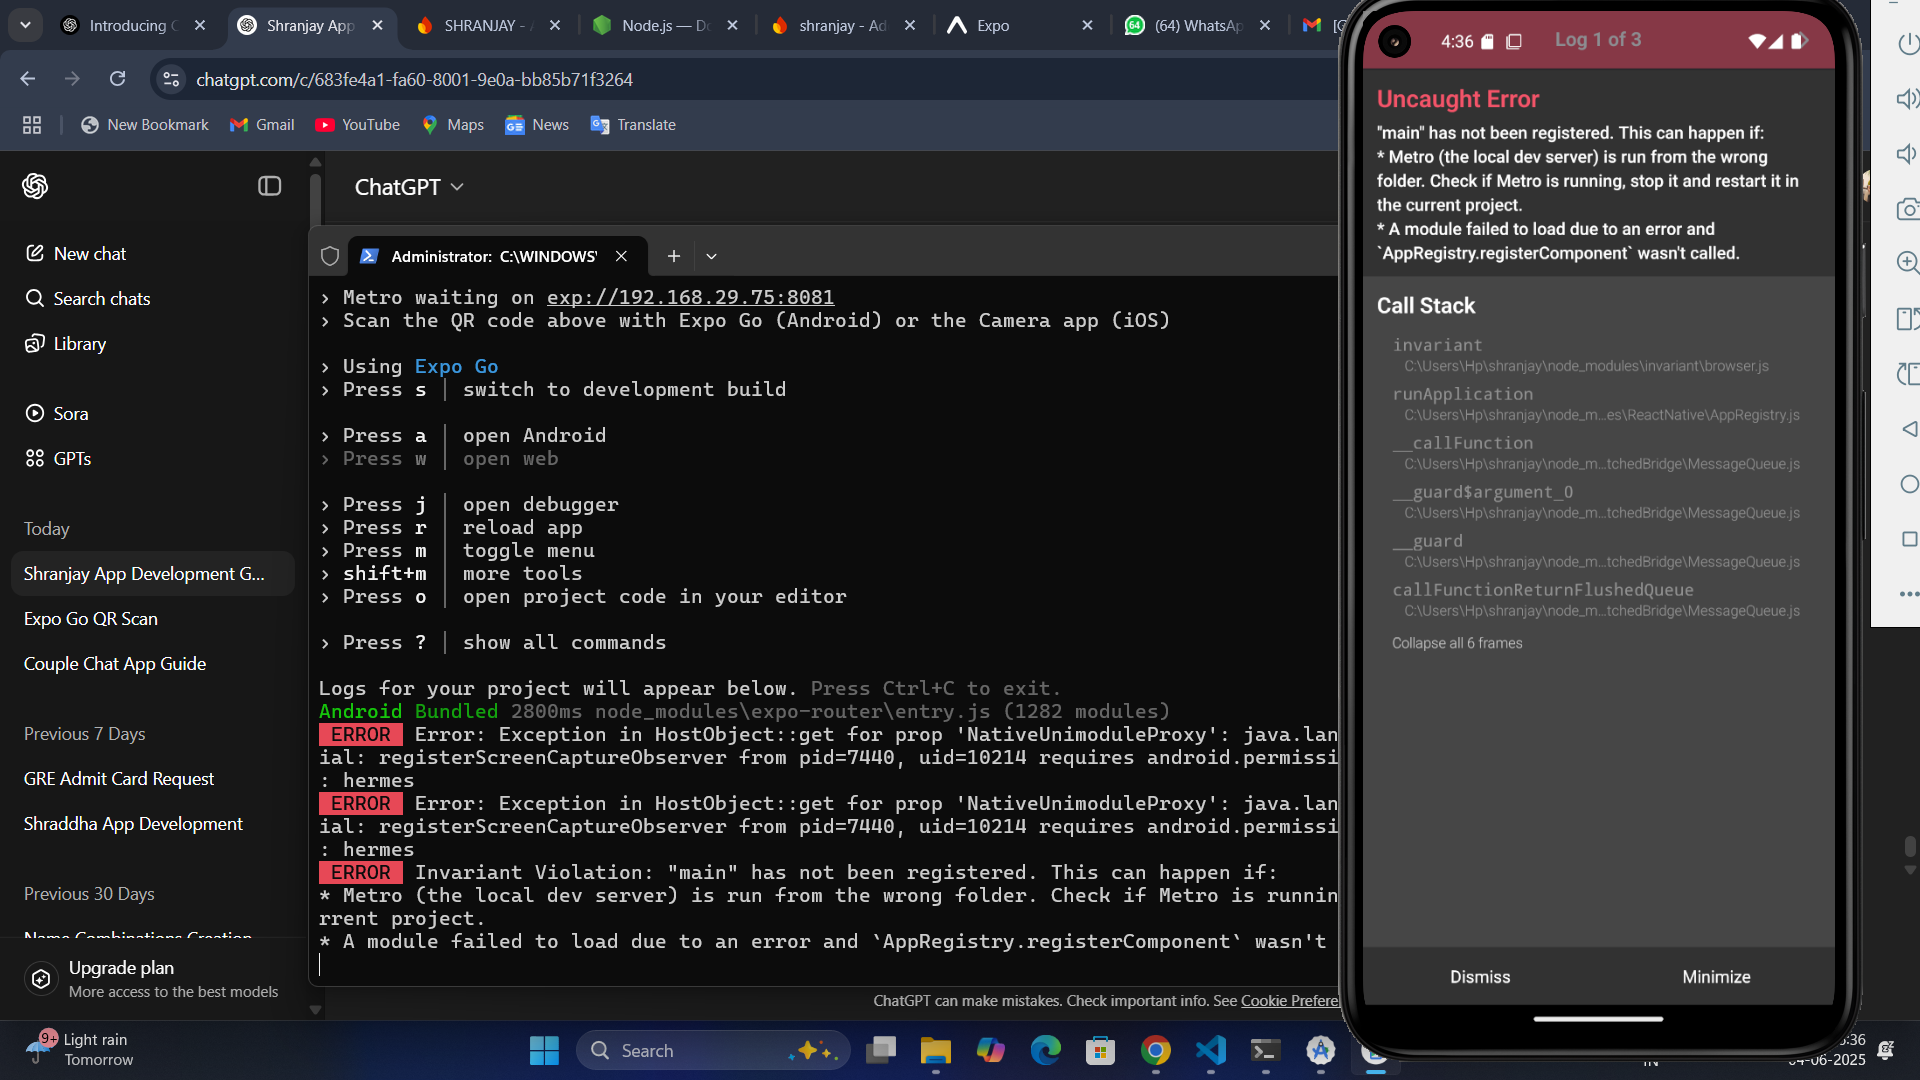 Introducing
Shranjay App
SHRANJAY -
Node.js —
shranjay - Ad
Expo
(64) WhatsAp
chatgpt.com/c/683fe4a1-fa60-8001-9e0a-bb85b71f3264
New Bookmark
Gmail
YouTube
Maps
News
Translate
ChatGPT
New chat
Search chats
Library
Sora
GPTs
Today
Shranjay App Development G...
Expo Go QR Scan
Couple Chat App Guide
Previous 7 Days
GRE Admit Card Request
Shraddha App Development
Previous 30 Days
Name Combinations Creation
Upgrade plan
More access to the best models
Administrator: C:\WINDOWS\
› Metro waiting on exp://192.168.29.75:8081
› Scan the QR code above with Expo Go (Android) or the Camera app (iOS)
› Using Expo Go
› Press s │ switch to development build
› Press a │ open Android
› Press w │ open web
› Press j │ open debugger
› Press r │ reload app
› Press m │ toggle menu
› shift+m │ more tools
› Press o │ open project code in your editor
› Press ? │ show all commands
Logs for your project will appear below. Press Ctrl+C to exit.
Android Bundled 2800ms node_modules\expo-router\entry.js (1282 modules)
ERROR Error: Exception in HostObject::get for prop 'NativeUnimoduleProxy': java.lan
ial: registerScreenCaptureObserver from pid=7440, uid=10214 requires android.permissi
: hermes
ERROR Error: Exception in HostObject::get for prop 'NativeUnimoduleProxy': java.lan
ial: registerScreenCaptureObserver from pid=7440, uid=10214 requires android.permissi
: hermes
ERROR Invariant Violation: "main" has not been registered. This can happen if:
* Metro (the local dev server) is run from the wrong folder. Check if Metro is runnin
rrent project.
* A module failed to load due to an error and `AppRegistry.registerComponent` wasn't
ChatGPT can make mistakes. Check important info. See Cookie Prefere
4:36
Log 1 of 3
Uncaught Error
"main" has not been registered. This can happen if:
* Metro (the local dev server) is run from the wrong
folder. Check if Metro is running, stop it and restart it in
the current project.
* A module failed to load due to an error and
`AppRegistry.registerComponent` wasn't called.
Call Stack
invariant
C:\Users\Hp\shranjay\node_modules\invariant\browser.js
runApplication
C:\Users\Hp\shranjay\node_m...es\ReactNative\AppRegistry.js
__callFunction
C:\Users\Hp\shranjay\node_m...tchedBridge\MessageQueue.js
__guard$argument_0
C:\Users\Hp\shranjay\node_m...tchedBridge\MessageQueue.js
__guard
C:\Users\Hp\shranjay\node_m...tchedBridge\MessageQueue.js
callFunctionReturnFlushedQueue
C:\Users\Hp\shranjay\node_m...tchedBridge\MessageQueue.js
Collapse all 6 frames
Dismiss
Minimize
9+
Light rain
Tomorrow
Search
IN
:36
04-06-2025